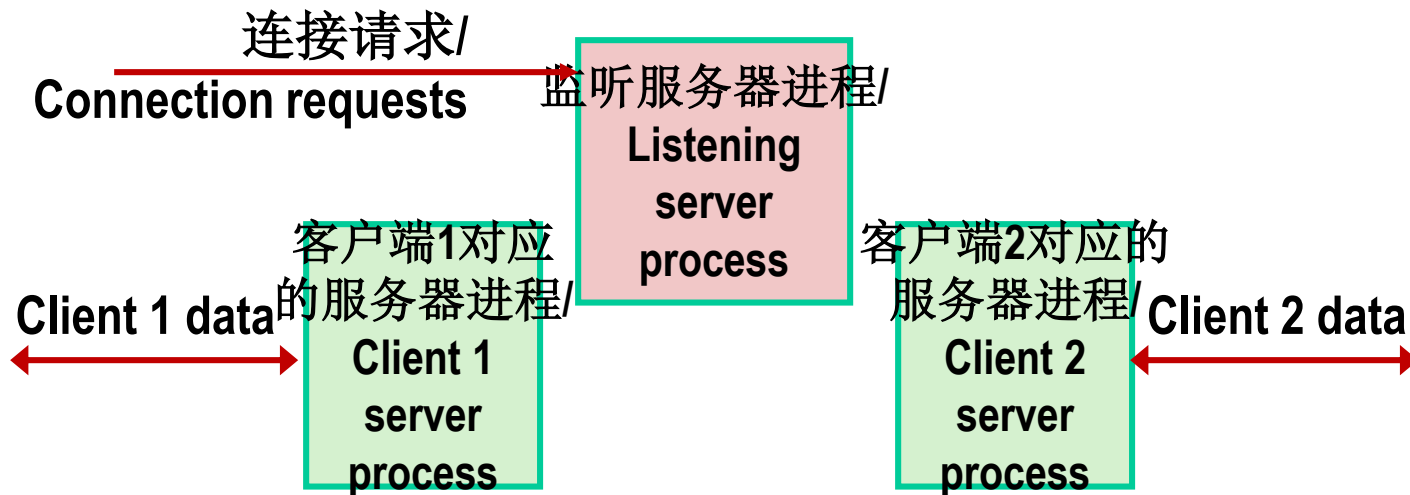 连接请求/
Connection requests
监听服务器进程/
Listening
server
process
客户端1对应
的服务器进程/
Client 1
server
process
Client 1 data
客户端2对应的
服务器进程/
Client 2
server
process
Client 2 data